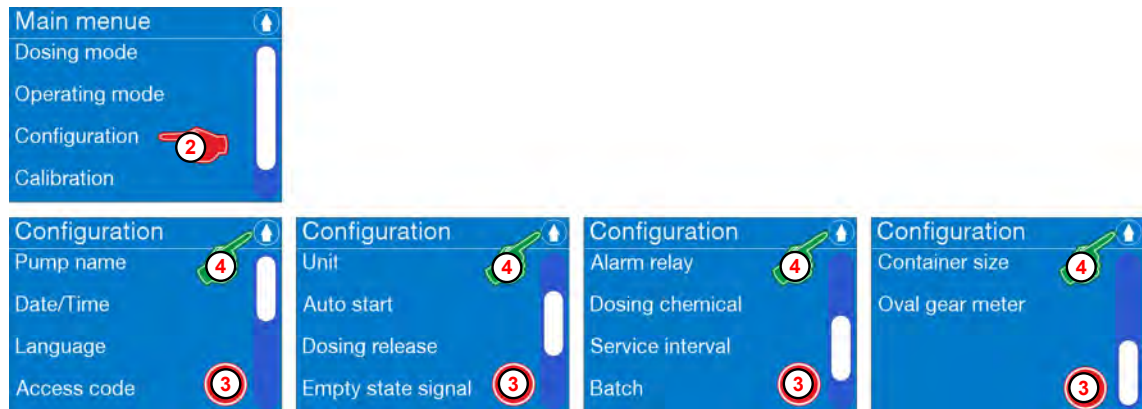 Main menue
Dosing mode
Operating mode
Configuration 2
Calibration
Configuration
Pump name 4
Date/Time
Language
Access code 3
Configuration
Unit 4
Auto start
Dosing release
Empty state signal 3
Configuration
Alarm relay 4
Dosing chemical
Service interval
Batch 3
Configuration
Container size 4
Oval gear meter
3